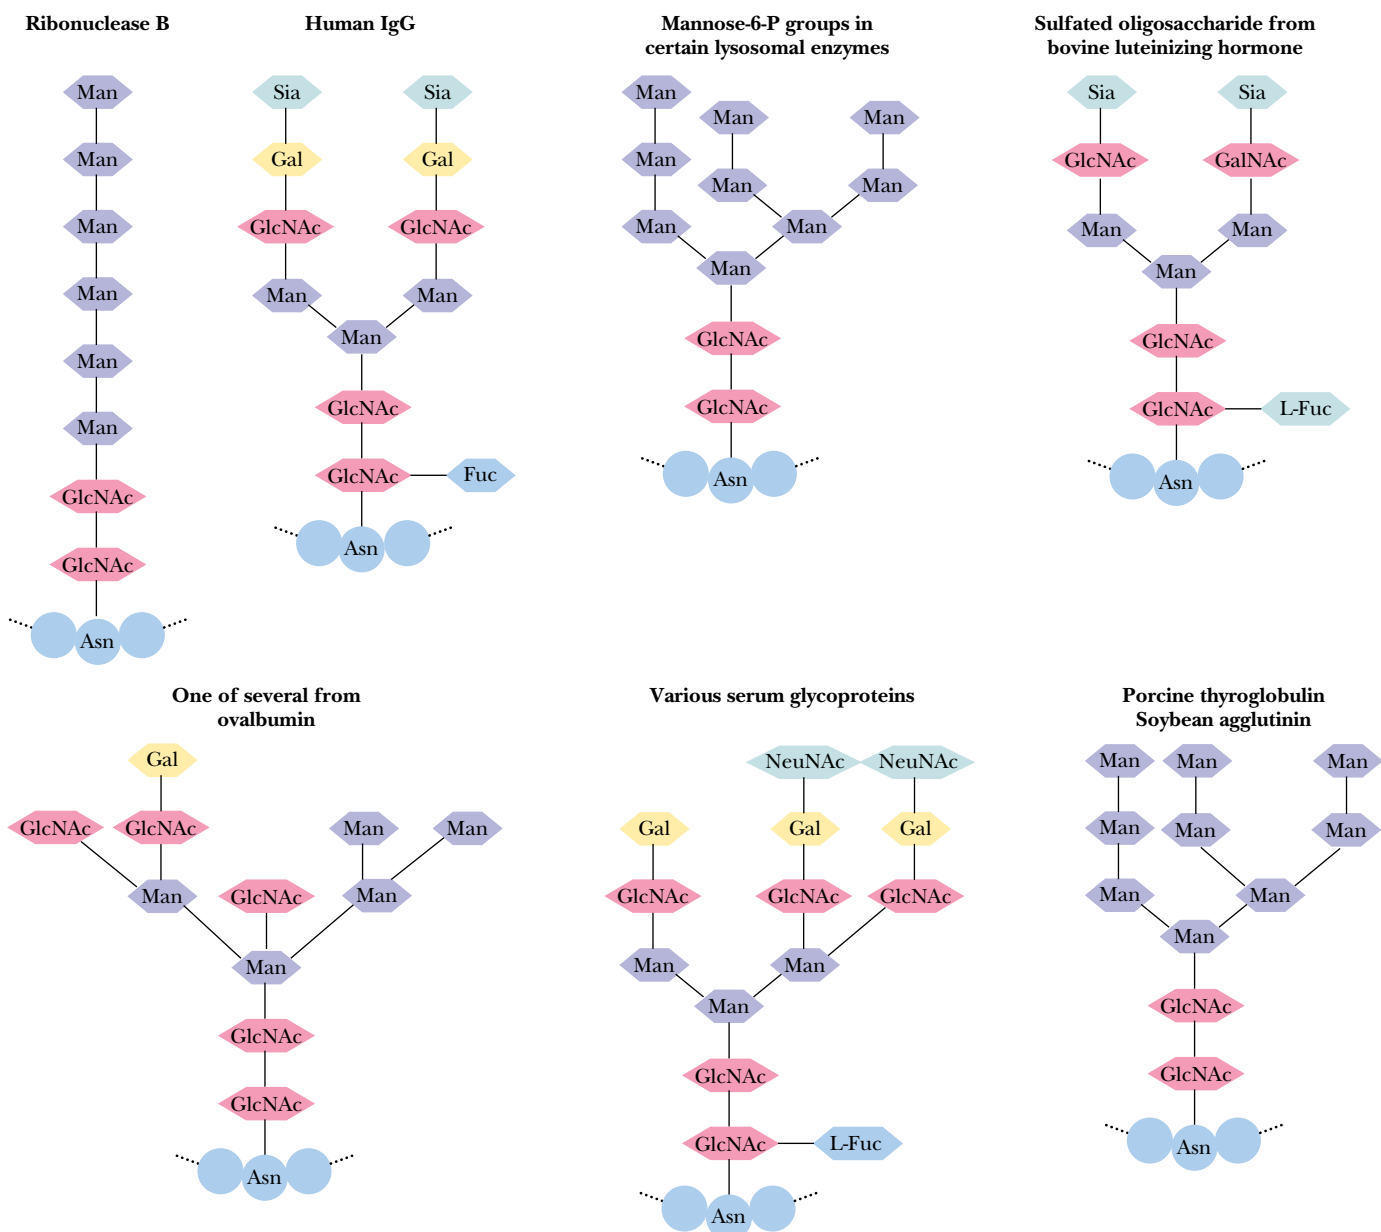 Ribonuclease B
Man
Man
Man
Man
Man
Man
GlcNAc
GlcNAc
Asn
Human IgG
Sia Sia
Gal Gal
GlcNAc GlcNAc
Man Man
Man
GlcNAc
GlcNAc Fuc
Asn
Mannose-6-P groups in
certain lysosomal enzymes
Man
Man Man
Man
Man Man
Man Man
Man
GlcNAc
GlcNAc
Asn
Sulfated oligosaccharide from
bovine luteinizing hormone
Sia Sia
GlcNAc GalNAc
Man Man
Man
GlcNAc
GlcNAc L-Fuc
Asn
One of several from
ovalbumin
Gal
GlcNAc GlcNAc Man Man
Man GlcNAc Man
Man
GlcNAc
GlcNAc
Asn
Various serum glycoproteins
NeuNAc NeuNAc
Gal Gal Gal
GlcNAc GlcNAc GlcNAc
Man Man
Man
GlcNAc
GlcNAc L-Fuc
Asn
Porcine thyroglobulin
Soybean agglutinin
Man Man Man
Man Man Man
Man Man
Man
GlcNAc
GlcNAc
Asn